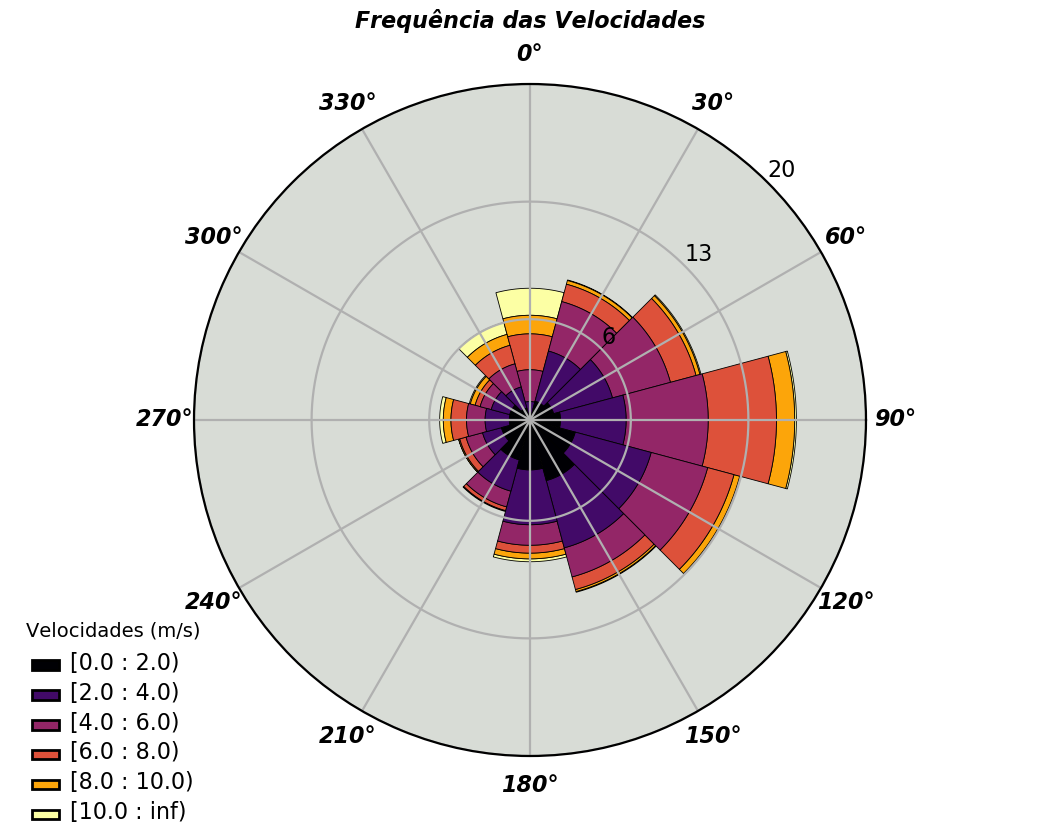 Frequência das Velocidades
0°
30°
60°
90°
120°
150°
180°
210°
240°
270°
300°
330°
6
13
20
Velocidades (m/s)
[0.0 : 2.0)
[2.0 : 4.0)
[4.0 : 6.0)
[6.0 : 8.0)
[8.0 : 10.0)
[10.0 : inf)